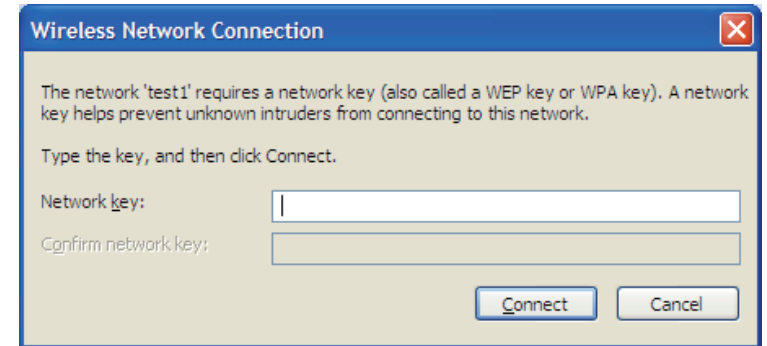 Wireless Network Connection
The network 'test1' requires a network key (also called a WEP key or WPA key). A network
key helps prevent unknown intruders from connecting to this network.
Type the key, and then click Connect.
Network key:
Confirm network key:
Connect Cancel